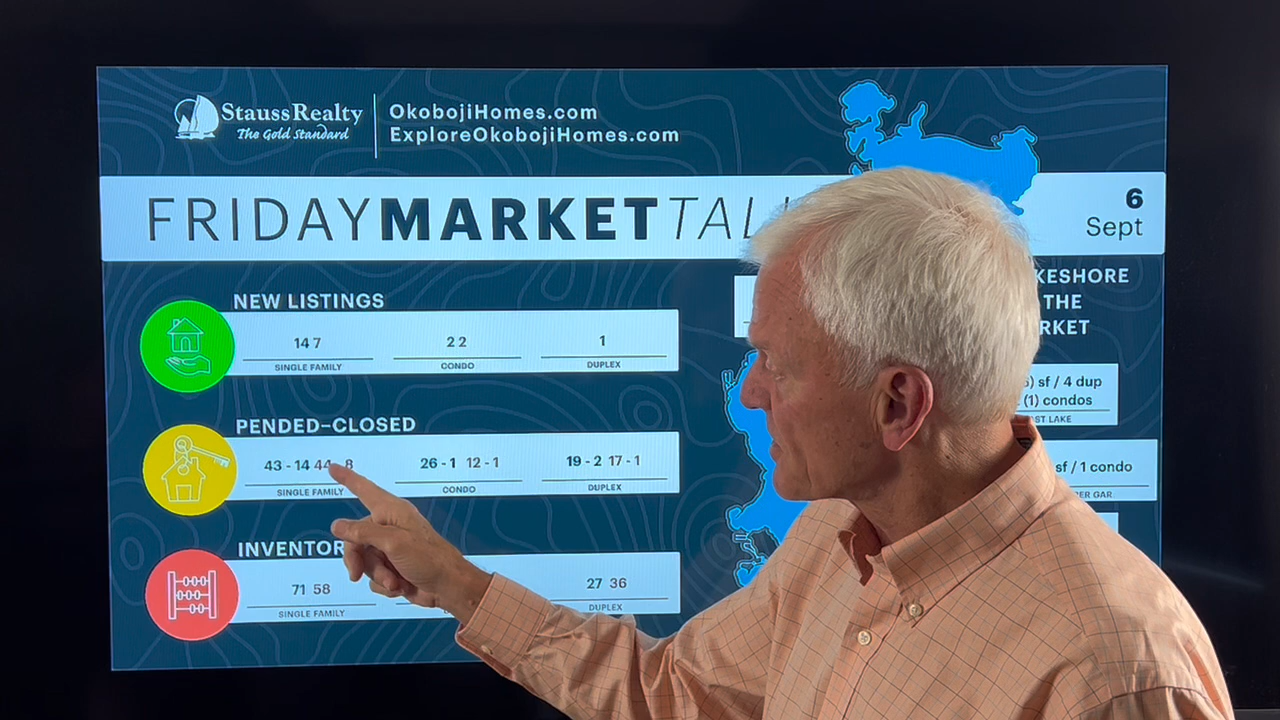 StaussRealty
The Gold Standard
OkobojiHomes.com
ExploreOkobojiHomes.com
FRIDAYMARKETTAL
6
Sept
NEW LISTINGS
14 7
SINGLE FAMILY
2 2
CONDO
1
DUPLEX
PENDED–CLOSED
43 - 14 44 8
SINGLE FAMILY
26 - 1 12 - 1
CONDO
19 - 2 17 - 1
DUPLEX
INVENTOR
71 58
SINGLE FAMILY
27 36
DUPLEX
KESHORE
THE
RKET
) sf / 4 dup
(1) condos
AST LAKE
sf / 1 condo
PER GAR.